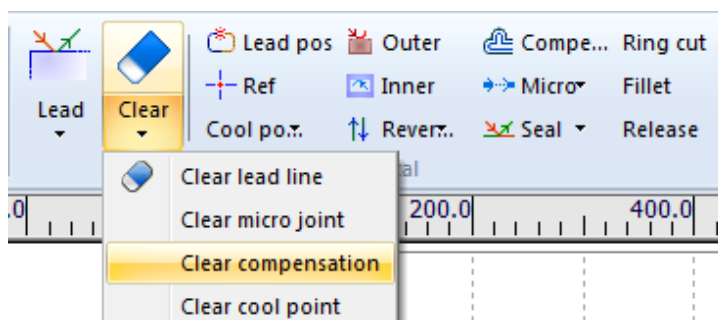 Lead pos Outer Compe... Ring cut
Ref Inner Micro Fillet
Lead Clear
Cool po... Rever... Seal Release
Clear lead line
.0 200.0 400.0
Clear micro joint
Clear compensation
Clear cool point